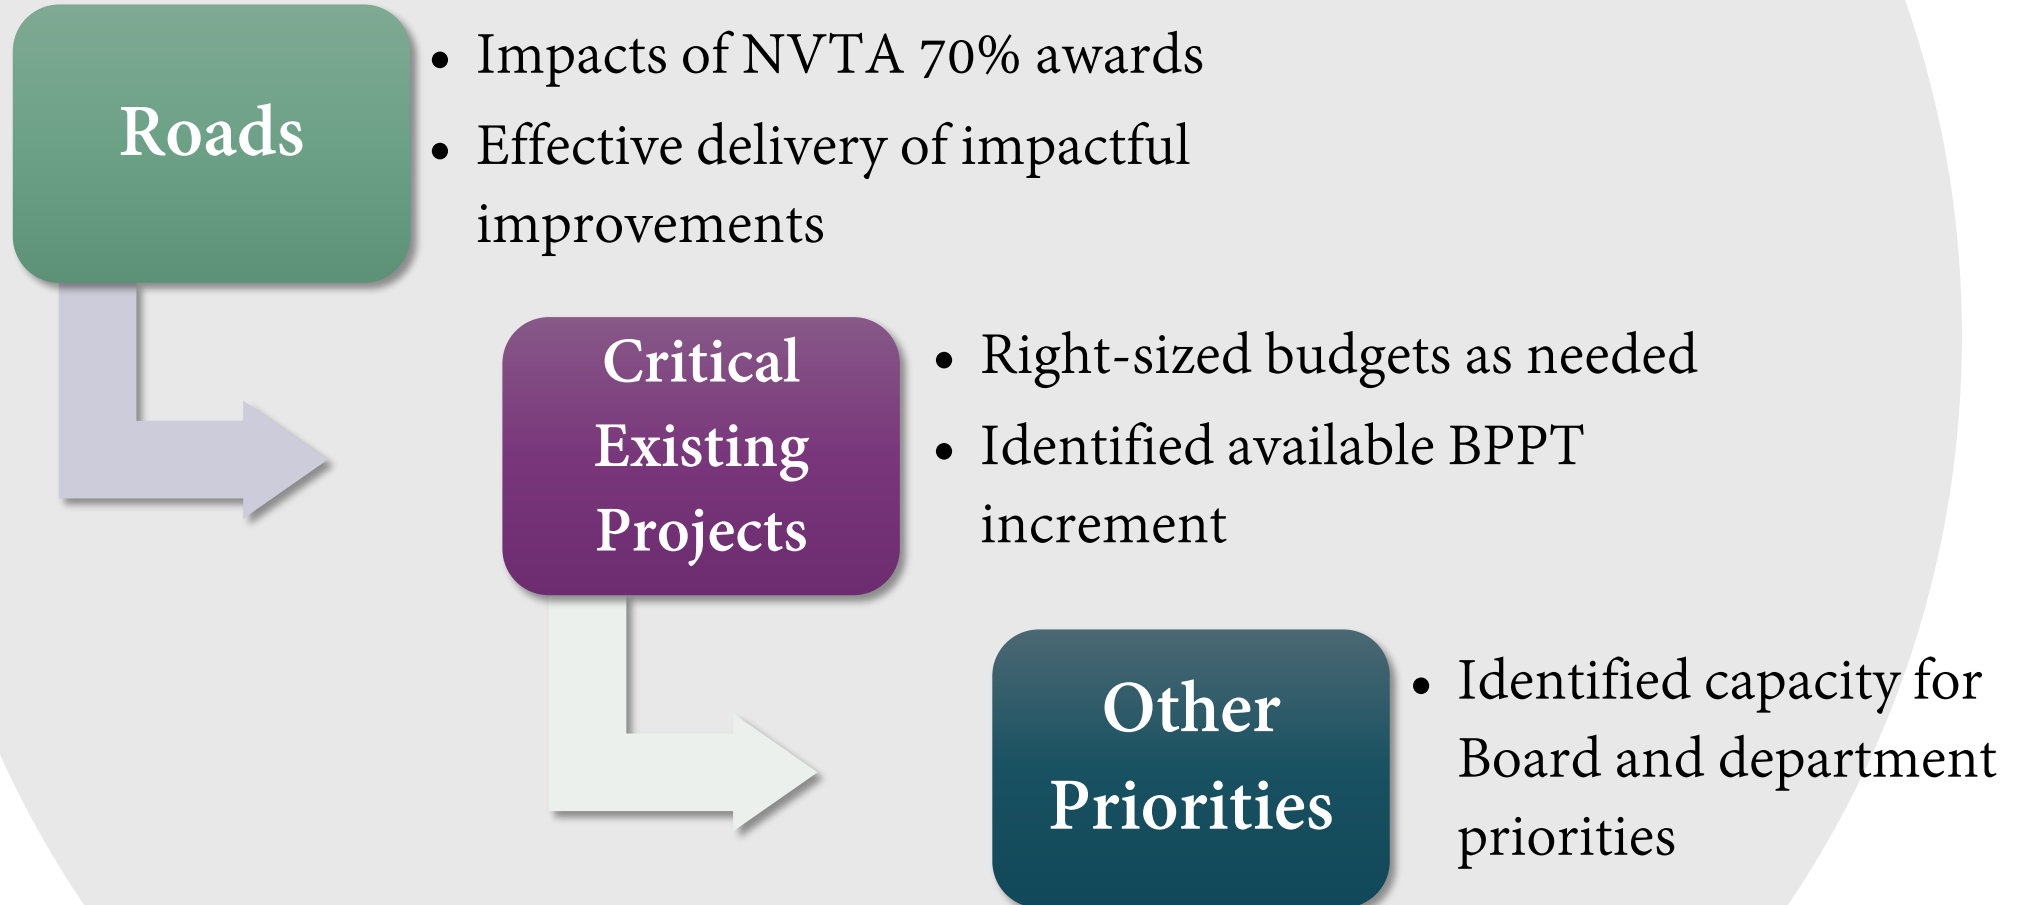 Roads
• Impacts of NVTA 70% awards
• Effective delivery of impactful
improvements
Critical
Existing
Projects
• Right-sized budgets as needed
• Identified available BPPT
increment
Other
Priorities
• Identified capacity for
Board and department
priorities